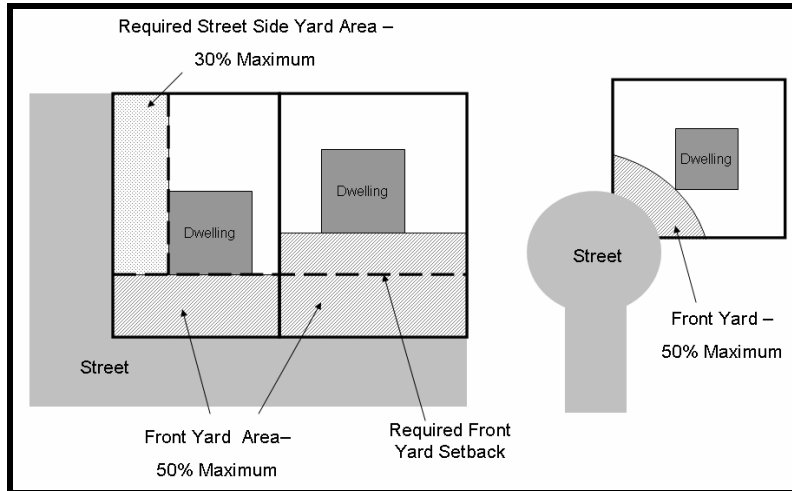 Required Street Side Yard Area –
30% Maximum
Dwelling
Dwelling
Street
Front Yard Area–
50% Maximum
Required Front
Yard Setback
Dwelling
Street
Front Yard –
50% Maximum